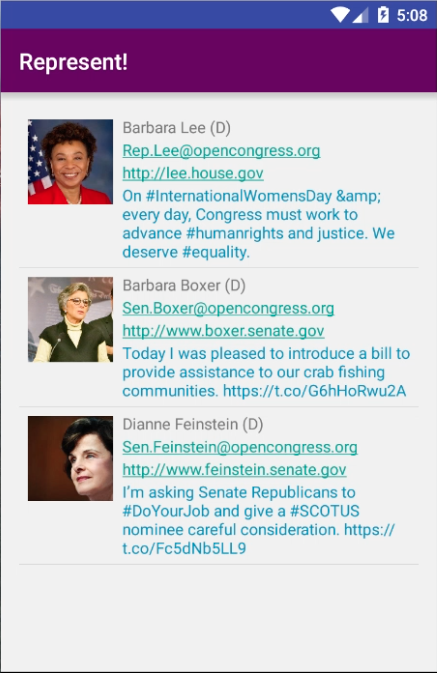 5:08
Represent!
Barbara Lee (D)
Rep.Lee@opencongress.org
http://lee.house.gov
On #InternationalWomensDay &amp;
every day, Congress must work to
advance #humanrights and justice. We
deserve #equality.
Barbara Boxer (D)
Sen.Boxer@opencongress.org
http://www.boxer.senate.gov
Today I was pleased to introduce a bill to
provide assistance to our crab fishing
communities. https://t.co/G6hHoRwu2A
Dianne Feinstein (D)
Sen.Feinstein@opencongress.org
http://www.feinstein.senate.gov
I'm asking Senate Republicans to
#DoYourJob and give a #SCOTUS
nominee careful consideration. https://
t.co/Fc5dNb5LL9